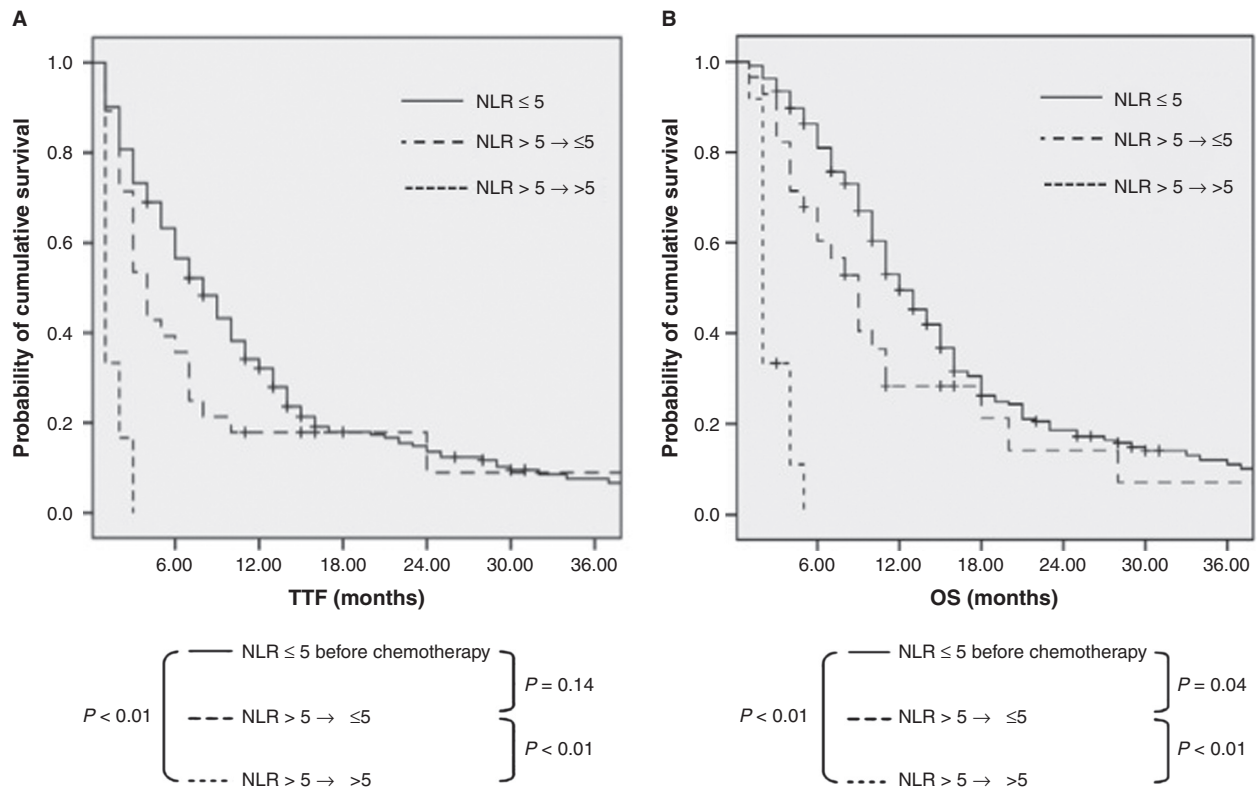 A
Probability of cumulative survival
1.0
0.8
0.6
0.4
0.2
0.0
NLR ≤ 5
NLR > 5 → ≤5
NLR > 5 → >5
6.00 12.00 18.00 24.00 30.00 36.00
TTF (months)
P < 0.01
NLR ≤ 5 before chemotherapy
NLR > 5 → ≤5
NLR > 5 → >5
P = 0.14
P < 0.01
B
Probability of cumulative survival
1.0
0.8
0.6
0.4
0.2
0.0
NLR ≤ 5
NLR > 5 → ≤5
NLR > 5 → >5
6.00 12.00 18.00 24.00 30.00 36.00
OS (months)
P < 0.01
NLR ≤ 5 before chemotherapy
NLR > 5 → ≤5
NLR > 5 → >5
P = 0.04
P < 0.01